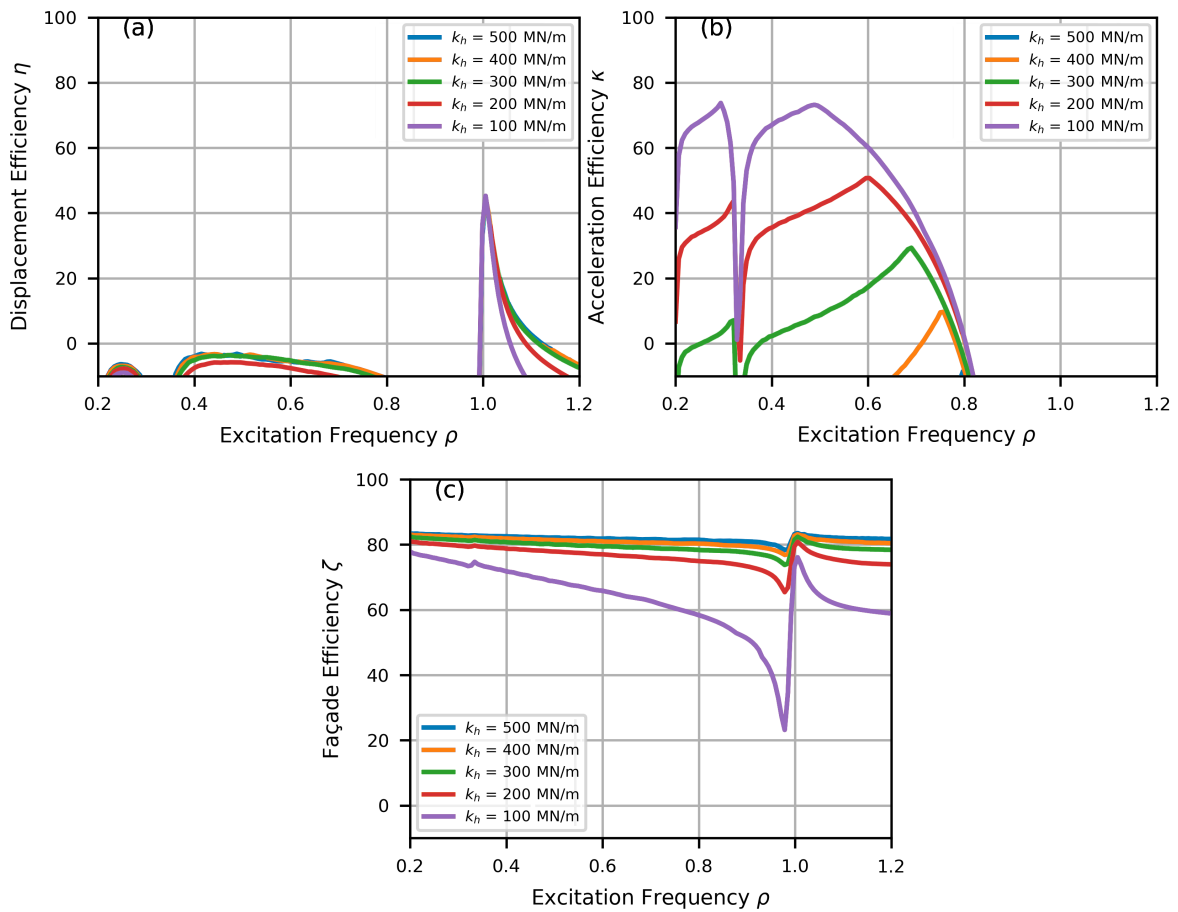 (a)
Displacement Efficiency η
100
80
60
40
20
0
k_h = 500 MN/m
k_h = 400 MN/m
k_h = 300 MN/m
k_h = 200 MN/m
k_h = 100 MN/m
0.2 0.4 0.6 0.8 1.0 1.2
Excitation Frequency ρ
(b)
Acceleration Efficiency κ
100
80
60
40
20
0
k_h = 500 MN/m
k_h = 400 MN/m
k_h = 300 MN/m
k_h = 200 MN/m
k_h = 100 MN/m
0.2 0.4 0.6 0.8 1.0 1.2
Excitation Frequency ρ
(c)
Façade Efficiency ζ
100
80
60
40
20
0
k_h = 500 MN/m
k_h = 400 MN/m
k_h = 300 MN/m
k_h = 200 MN/m
k_h = 100 MN/m
0.2 0.4 0.6 0.8 1.0 1.2
Excitation Frequency ρ